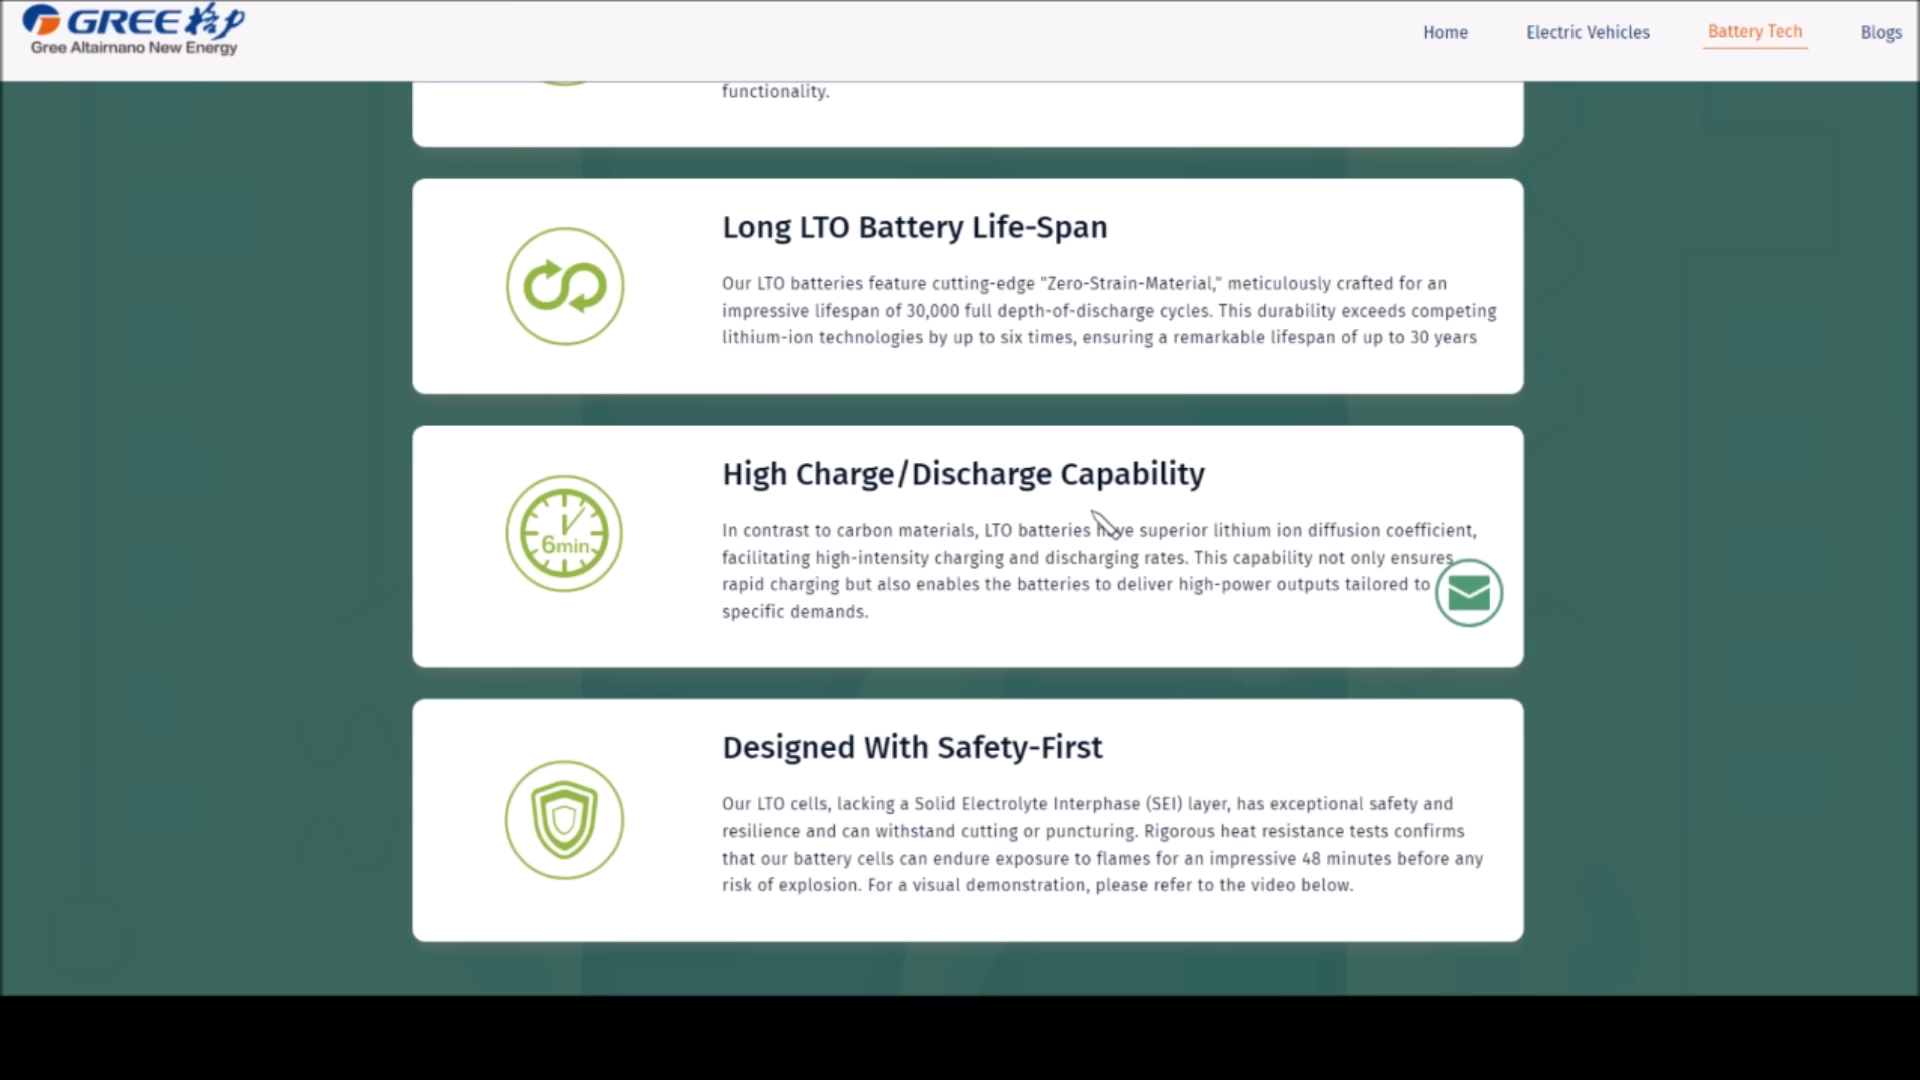 GREE格力
Gree Altairnano New Energy
Home
Electric Vehicles
Battery Tech
Blogs
functionality.
Long LTO Battery Life-Span
Our LTO batteries feature cutting-edge "Zero-Strain-Material," meticulously crafted for an
impressive lifespan of 30,000 full depth-of-discharge cycles. This durability exceeds competing
lithium-ion technologies by up to six times, ensuring a remarkable lifespan of up to 30 years
High Charge/Discharge Capability
6min
In contrast to carbon materials, LTO batteries have superior lithium ion diffusion coefficient,
facilitating high-intensity charging and discharging rates. This capability not only ensures
rapid charging but also enables the batteries to deliver high-power outputs tailored to
specific demands.
Designed With Safety-First
Our LTO cells, lacking a Solid Electrolyte Interphase (SEI) layer, has exceptional safety and
resilience and can withstand cutting or puncturing. Rigorous heat resistance tests confirms
that our battery cells can endure exposure to flames for an impressive 48 minutes before any
risk of explosion. For a visual demonstration, please refer to the video below.